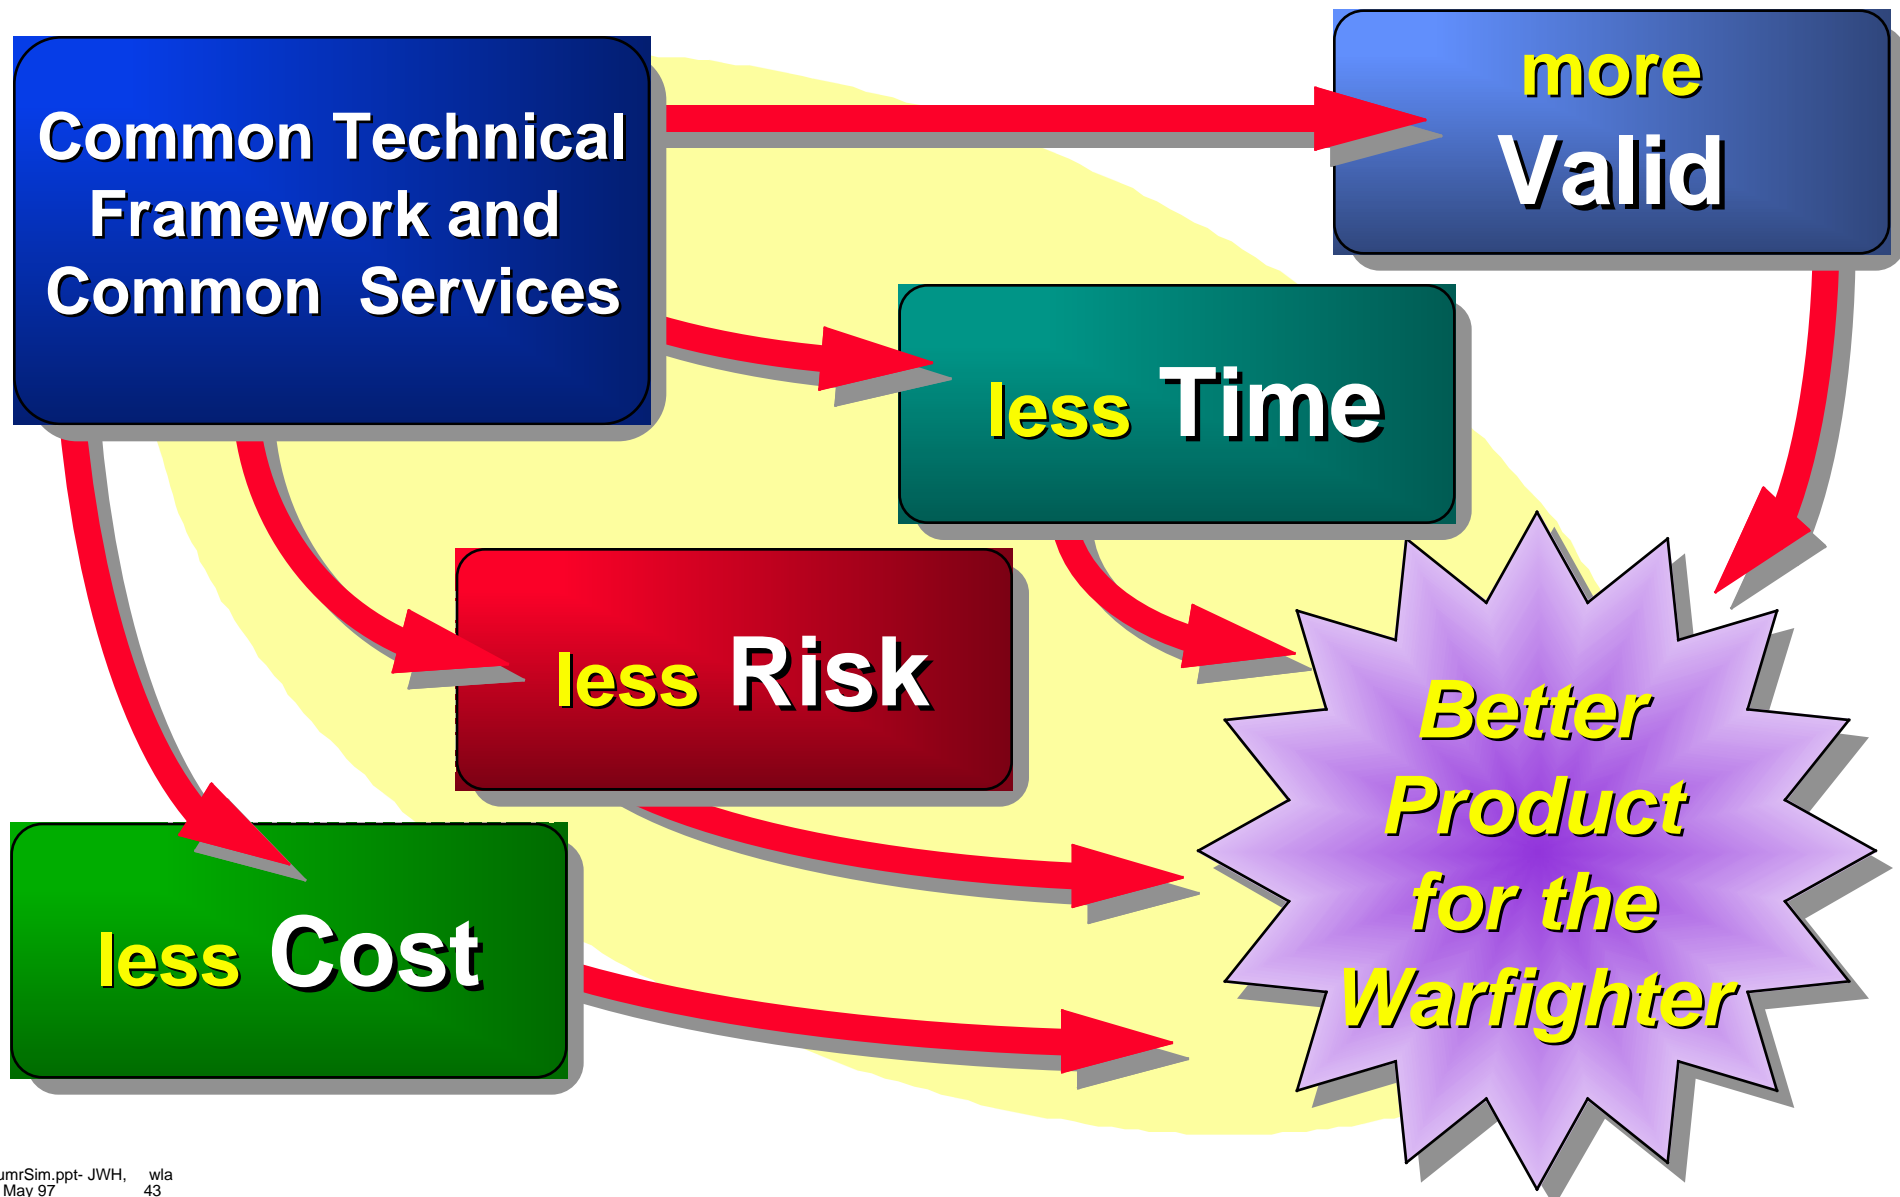 Common Technical
Framework and
Common Services
more
Valid
less Time
less Risk
less Cost
Better
Product
for the
Warfighter
umrSim.ppt- JWH, wla
May 97 43